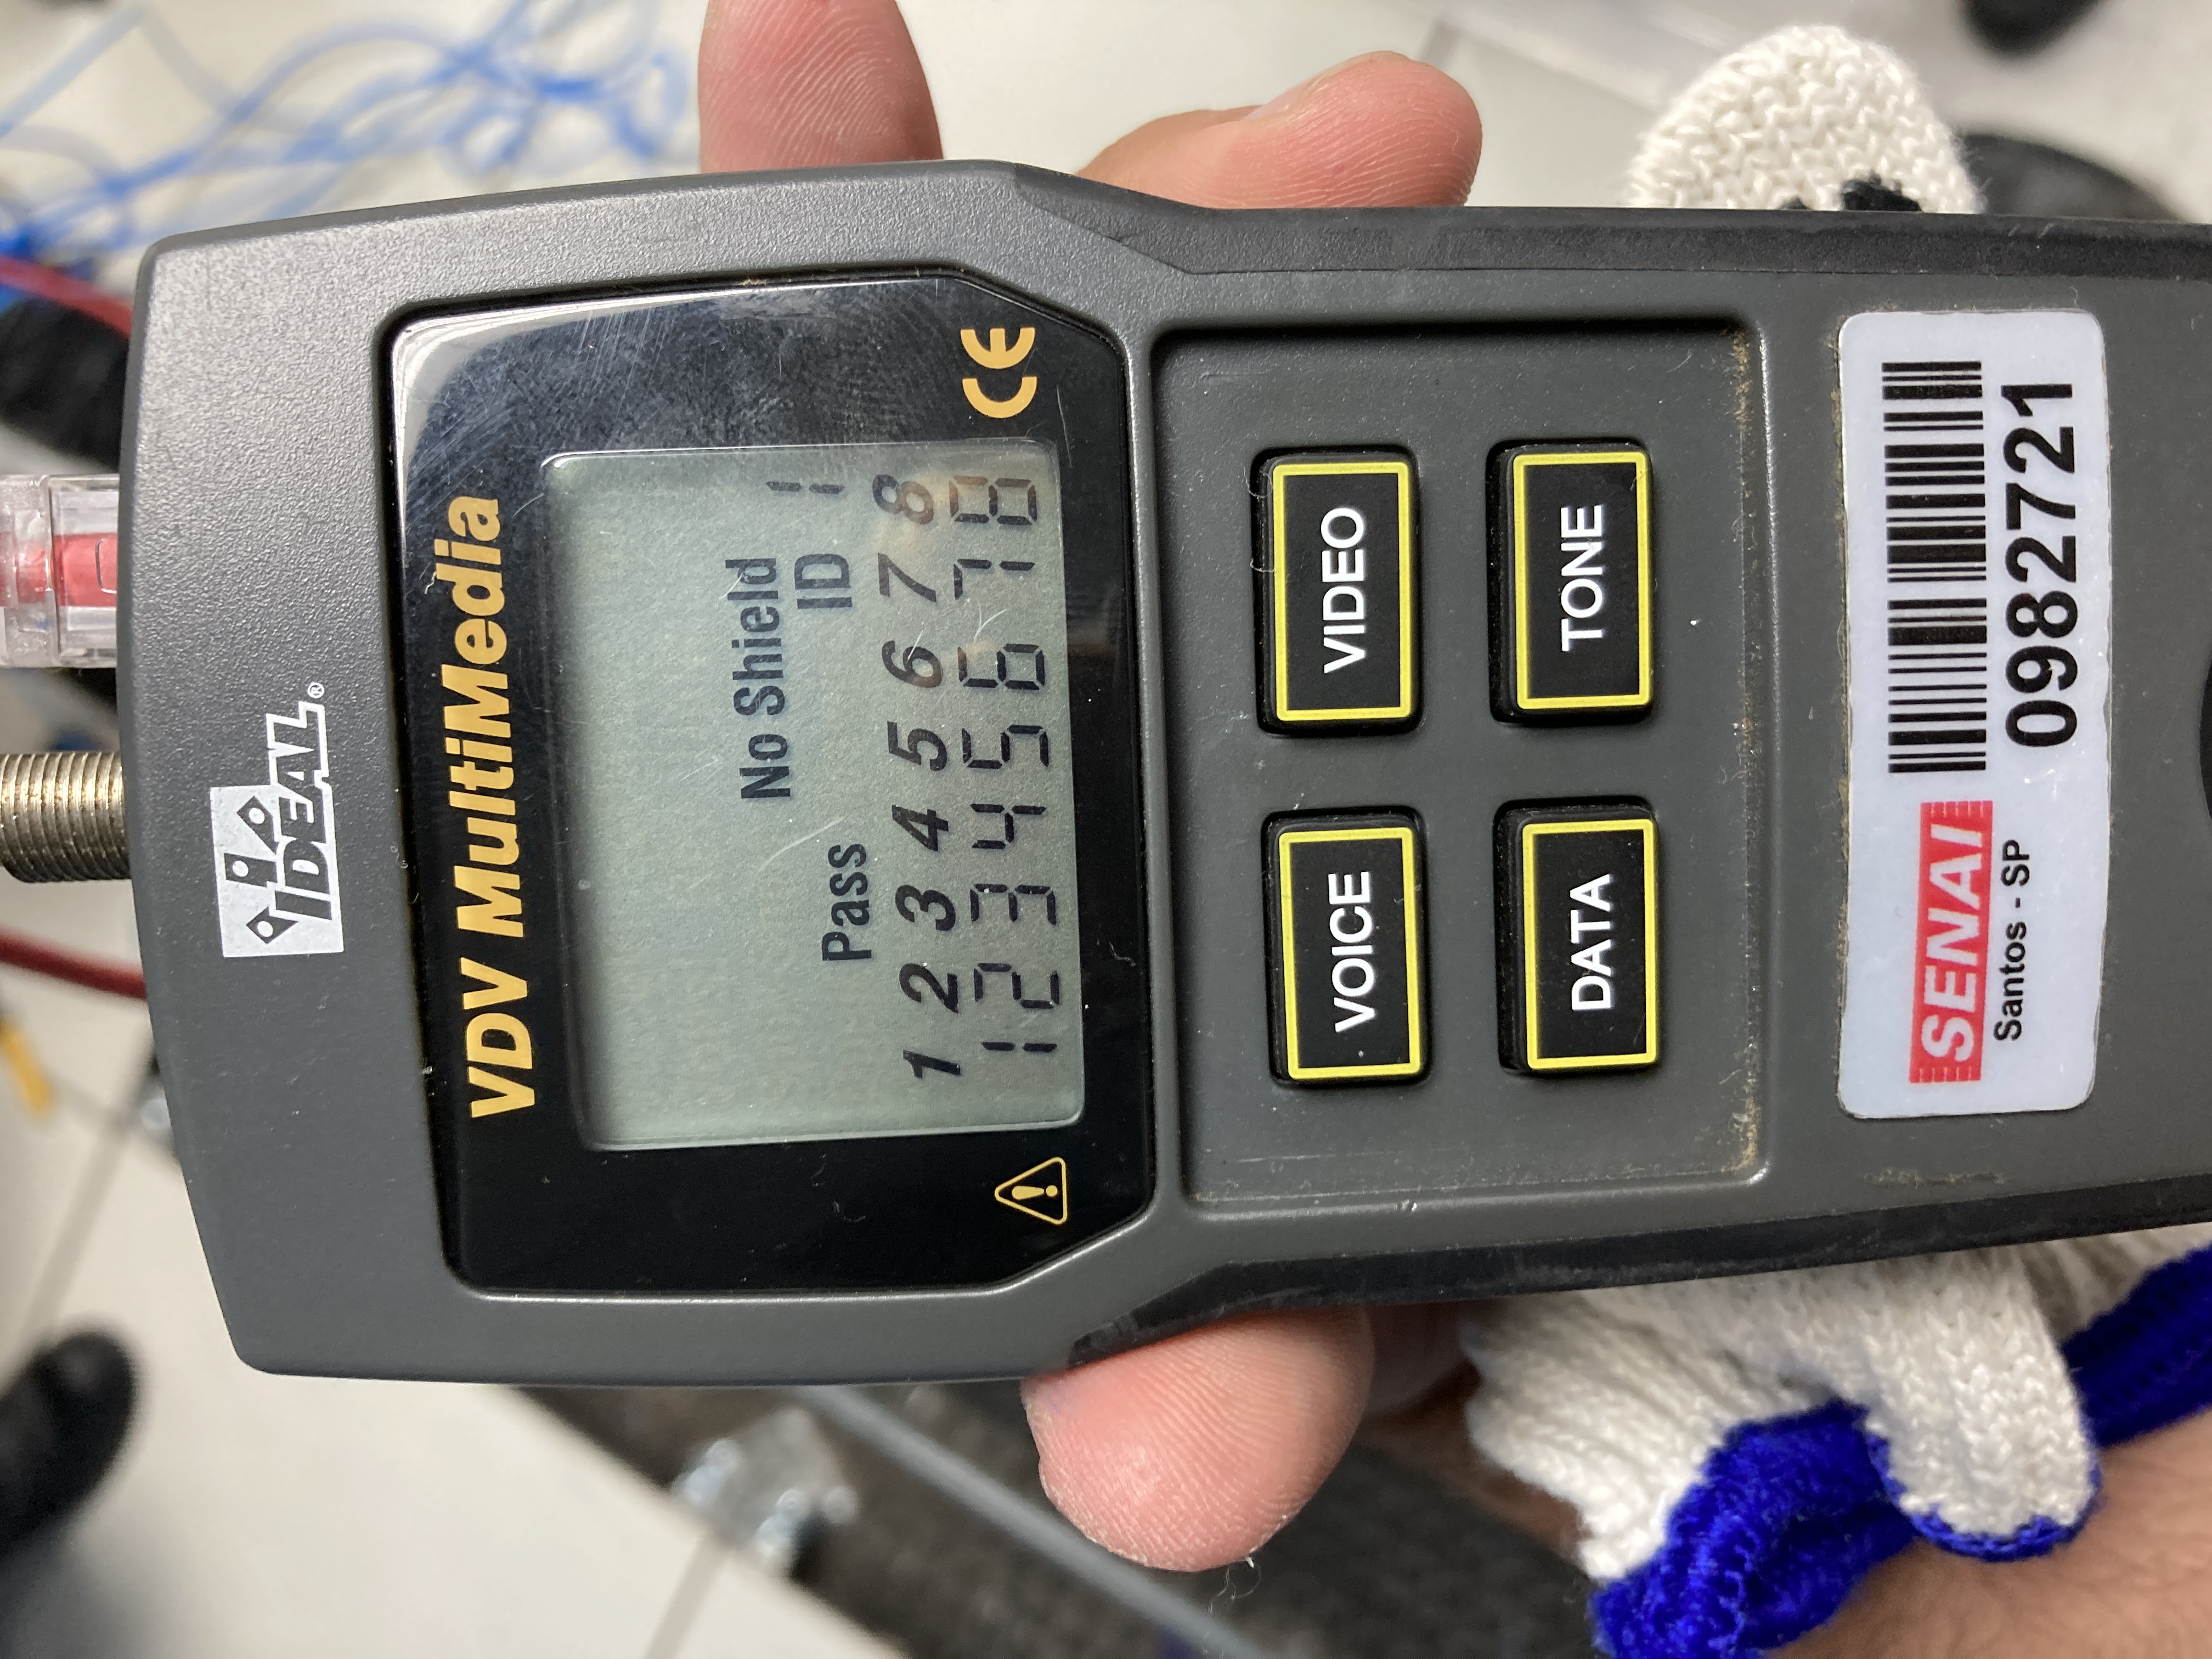 IDEAL®
VDV MultiMedia
No Shield
Pass ID 1
1 2 3 4 5 6 7 8
1 2 3 4 5 6 7 8
CE
VOICE VIDEO
DATA TONE
SENAI
Santos - SP
0982721